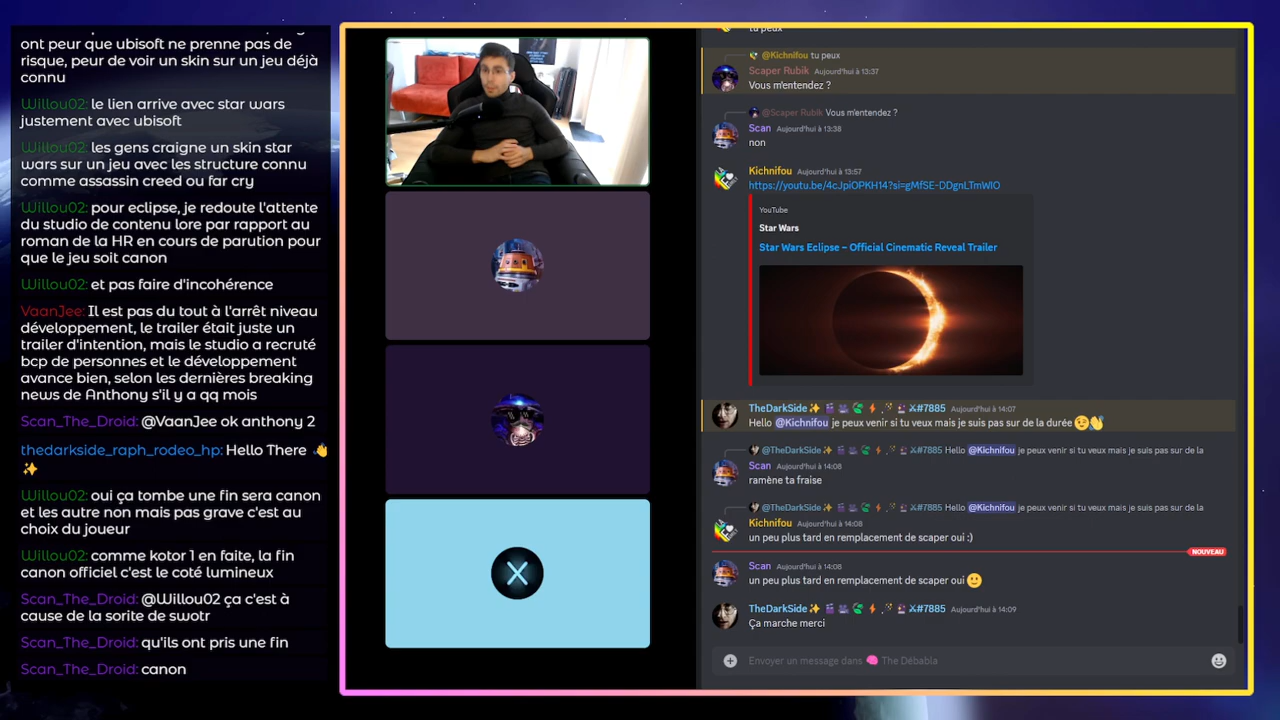 ont peur que ubisoft ne prenne pas de
risque, peur de voir un skin sur un jeu déjà
connu
Willou02: le lien arrive avec star wars
justement avec ubisoft
Willou02: les gens craigne un skin star
wars sur un jeu avec les structure connu
comme assassin creed ou far cry
Willou02: pour eclipse, je redoute l'attente
du studio de contenu lore par rapport au
roman de la HR en cours de parution pour
que le jeu soit canon
Willou02: et pas faire d'incohérence
VaanJee: Il est pas du tout à l'arrêt niveau
développement, le trailer était juste un
trailer d'intention, mais le studio a recruté
bcp de personnes et le développement
avance bien, selon les dernières breaking
news de Anthony s'il y a qq mois
Scan_The_Droid: @VaanJee ok anthony 2
thedarkside_raph_rodeo_hp: Hello There 👋
✨
Willou02: oui ça tombe une fin sera canon
et les autre non mais pas grave c'est au
choix du joueur
Willou02: comme kotor 1 en faite, la fin
canon officiel c'est le coté lumineux
Scan_The_Droid: @Willou02 ça c'est à
cause de la sorite de swotr
Scan_The_Droid: qu'ils ont pris une fin
Scan_The_Droid: canon
tu peux
@Kichnifou tu peux
Scaper Rubik Aujourd'hui à 13:37
Vous m'entendez ?
@Scaper Rubik Vous m'entendez ?
Scan Aujourd'hui à 13:38
non
Kichnifou Aujourd'hui à 13:57
https://youtu.be/4cJpiOPKH14?si=gMfSE-DDgnLTmWlO
YouTube
Star Wars
Star Wars Eclipse – Official Cinematic Reveal Trailer
TheDarkSide✨ #7885 Aujourd'hui à 14:07
Hello @Kichnifou je peux venir si tu veux mais je suis pas sur de la durée 😉👋
@TheDarkSide✨ #7885 Hello @Kichnifou je peux venir si tu veux mais je suis pas sur de la
Scan Aujourd'hui à 14:08
ramène ta fraise
@TheDarkSide✨ #7885 Hello @Kichnifou je peux venir si tu veux mais je suis pas sur de la
Kichnifou Aujourd'hui à 14:08
un peu plus tard en remplacement de scaper oui :)
NOUVEAU
Scan Aujourd'hui à 14:08
un peu plus tard en remplacement de scaper oui 🙂
TheDarkSide✨ #7885 Aujourd'hui à 14:09
Ça marche merci
Envoyer un message dans 🧠 The Débabla